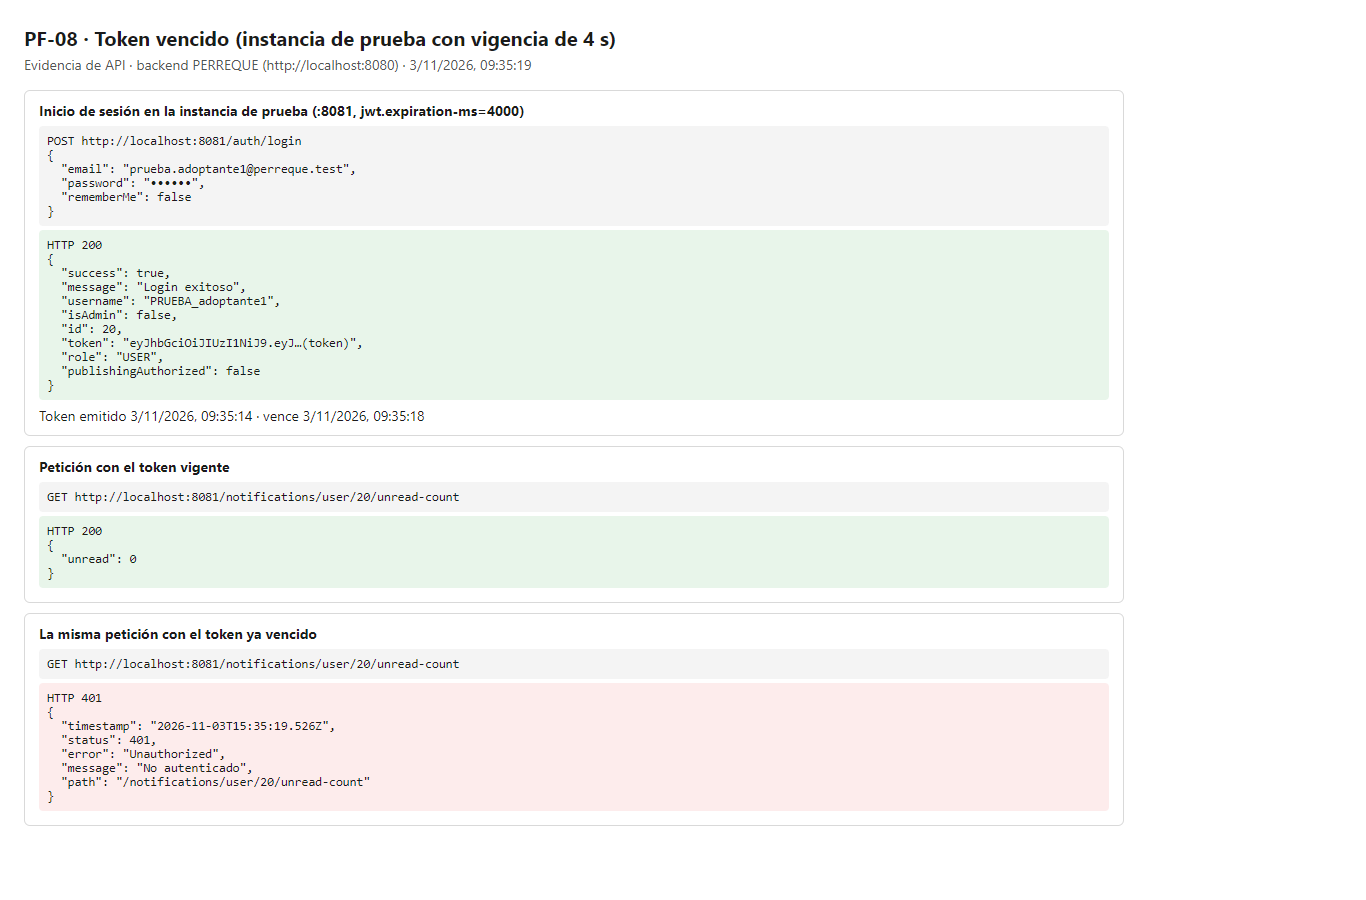 PF-08 · Token vencido (instancia de prueba con vigencia de 4 s)
Evidencia de API · backend PERREQUE (http://localhost:8080) · 3/11/2026, 09:35:19
Inicio de sesión en la instancia de prueba (:8081, jwt.expiration-ms=4000)
POST http://localhost:8081/auth/login
{
  "email": "prueba.adoptante1@perreque.test",
  "password": "••••••",
  "rememberMe": false
}
HTTP 200
{
  "success": true,
  "message": "Login exitoso",
  "username": "PRUEBA_adoptante1",
  "isAdmin": false,
  "id": 20,
  "token": "eyJhbGciOiJIUzI1NiJ9.eyJ…(token)",
  "role": "USER",
  "publishingAuthorized": false
}
Token emitido 3/11/2026, 09:35:14 · vence 3/11/2026, 09:35:18
Petición con el token vigente
GET http://localhost:8081/notifications/user/20/unread-count
HTTP 200
{
  "unread": 0
}
La misma petición con el token ya vencido
GET http://localhost:8081/notifications/user/20/unread-count
HTTP 401
{
  "timestamp": "2026-11-03T15:35:19.526Z",
  "status": 401,
  "error": "Unauthorized",
  "message": "No autenticado",
  "path": "/notifications/user/20/unread-count"
}